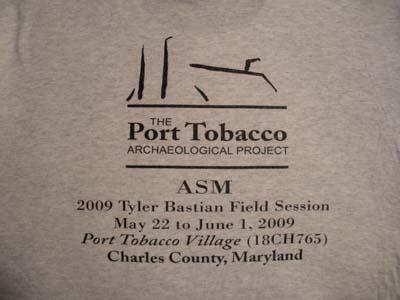 THE
Port Tobacco
ARCHAEOLOGICAL PROJECT
ASM
2009 Tyler Bastian Field Session
May 22 to June 1, 2009
Port Tobacco Village (18CH765)
Charles County, Maryland